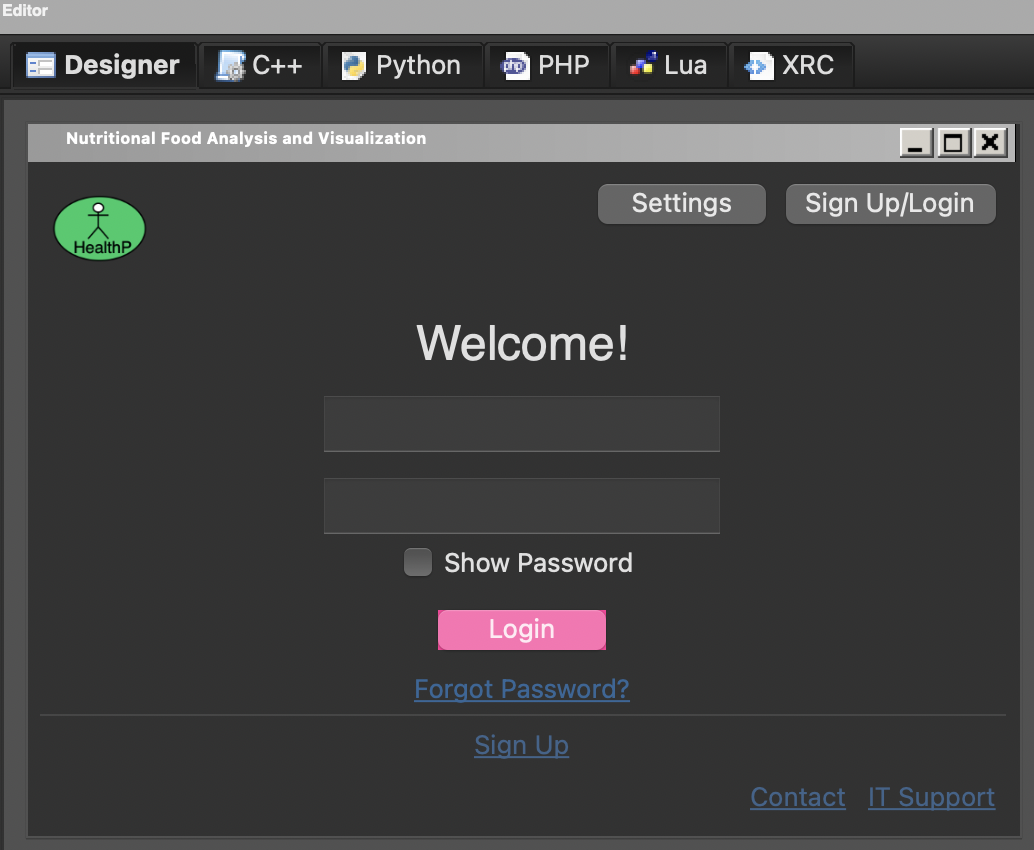 Editor
Designer C++ Python PHP Lua XRC
Nutritional Food Analysis and Visualization
Settings Sign Up/Login
HealthP
Welcome!
Show Password
Login
Forgot Password?
Sign Up
Contact IT Support